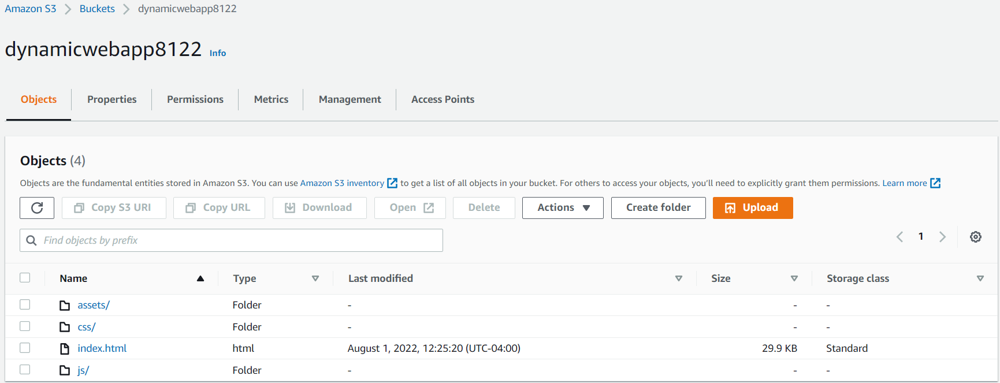 Amazon S3 > Buckets > dynamicwebapp8122
dynamicwebapp8122 Info
Objects Properties Permissions Metrics Management Access Points
Objects (4)
Objects are the fundamental entities stored in Amazon S3. You can use Amazon S3 inventory to get a list of all objects in your bucket. For others to access your objects, you'll need to explicitly grant them permissions. Learn more
Copy S3 URI Copy URL Download Open Delete Actions Create folder Upload
Find objects by prefix 1
Name Type Last modified Size Storage class
assets/ Folder - - -
css/ Folder - - -
index.html html August 1, 2022, 12:25:20 (UTC-04:00) 29.9 KB Standard
js/ Folder - - -